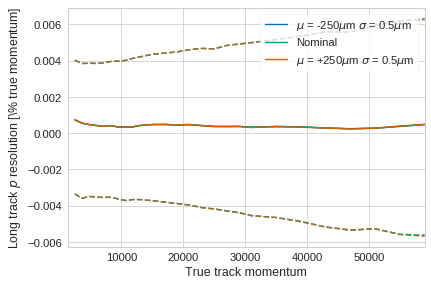 0.006
0.004
0.002
0.000
−0.002
−0.004
−0.006
Long track p resolution [\% true momentum]
μ = -250μm σ = 0.5μm
Nominal
μ = +250μm σ = 0.5μm
10000 20000 30000 40000 50000
True track momentum